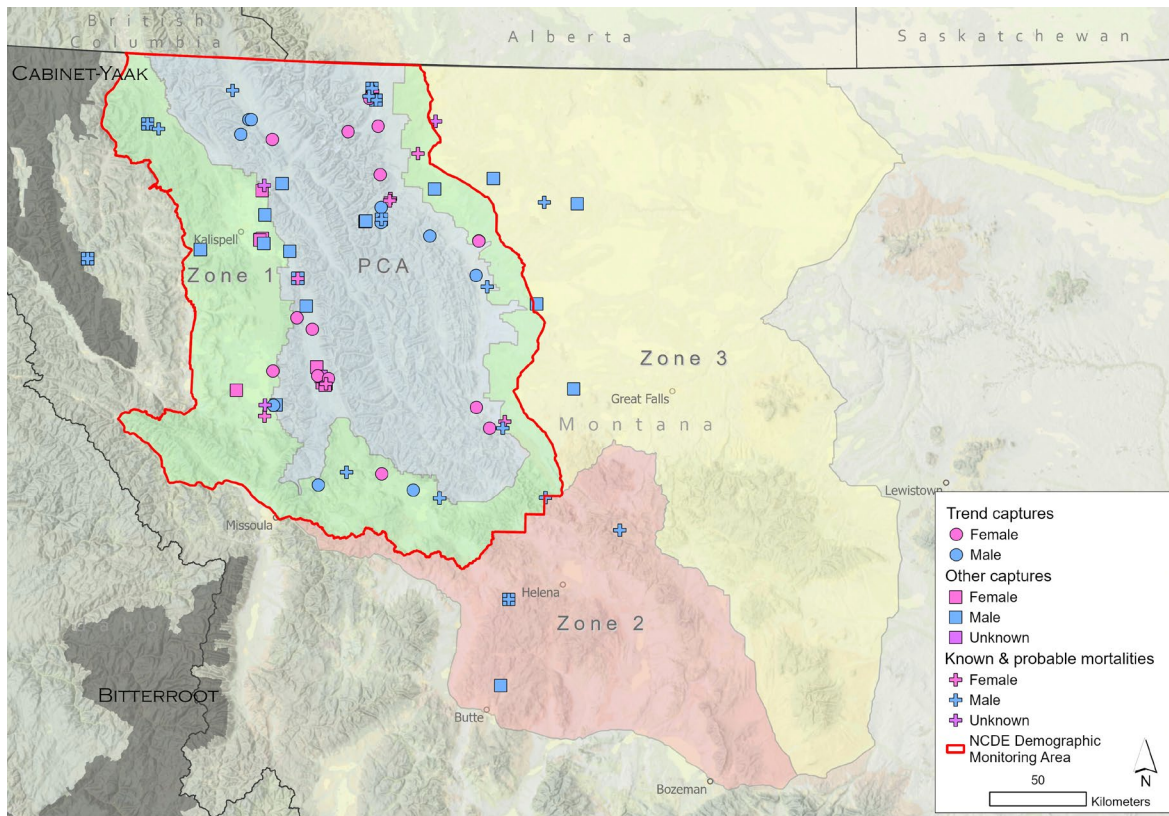 British
Columbia
Alberta
Saskatchewan
CABINET-YAAK
Kalispell
Zone 1
PCA
Zone 3
Great Falls
Montana
Lewistown
Missoula
Helena
Zone 2
BITTERROOT
Butte
Bozeman
Trend captures
Female
Male
Other captures
Female
Male
Unknown
Known & probable mortalities
Female
Male
Unknown
NCDE Demographic
Monitoring Area
50
Kilometers
N